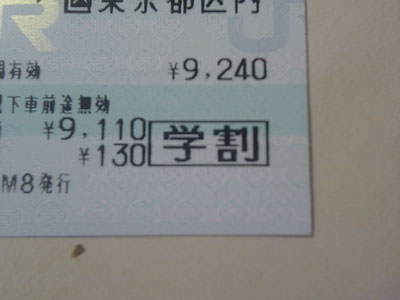 区東京都区内
間有効 ¥9,240
下車前途無効
¥9,110
¥130 学割
M8発行